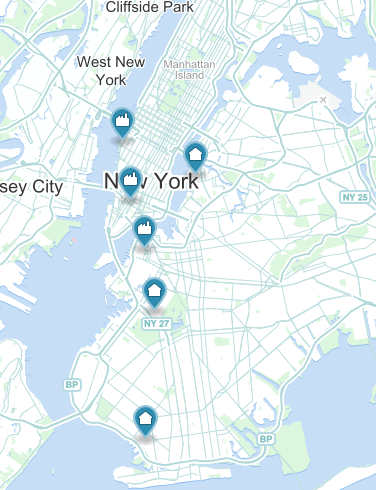 Cliffside Park
West New
York
Manhattan
Island
sey City
New York
NY 25
NY 27
BP
BP